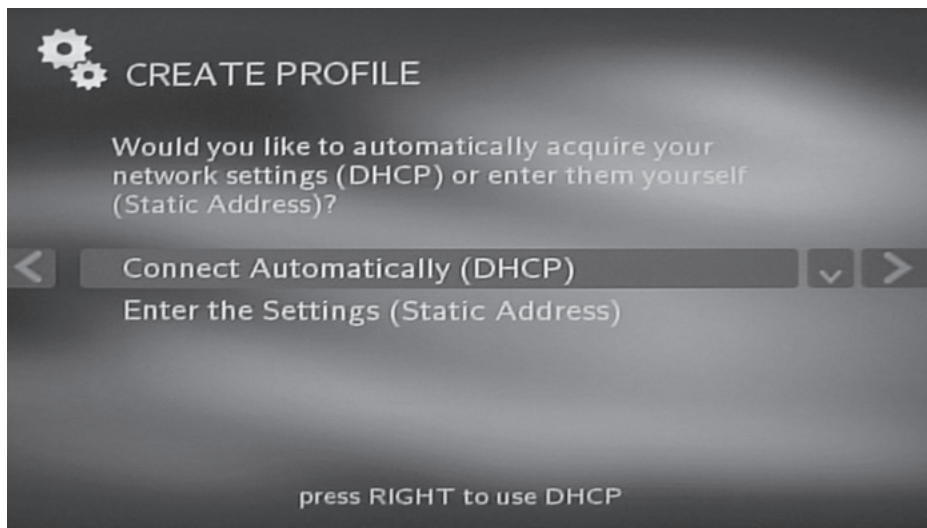 CREATE PROFILE
Would you like to automatically acquire your
network settings (DHCP) or enter them yourself
(Static Address)?
Connect Automatically (DHCP)
Enter the Settings (Static Address)
press RIGHT to use DHCP